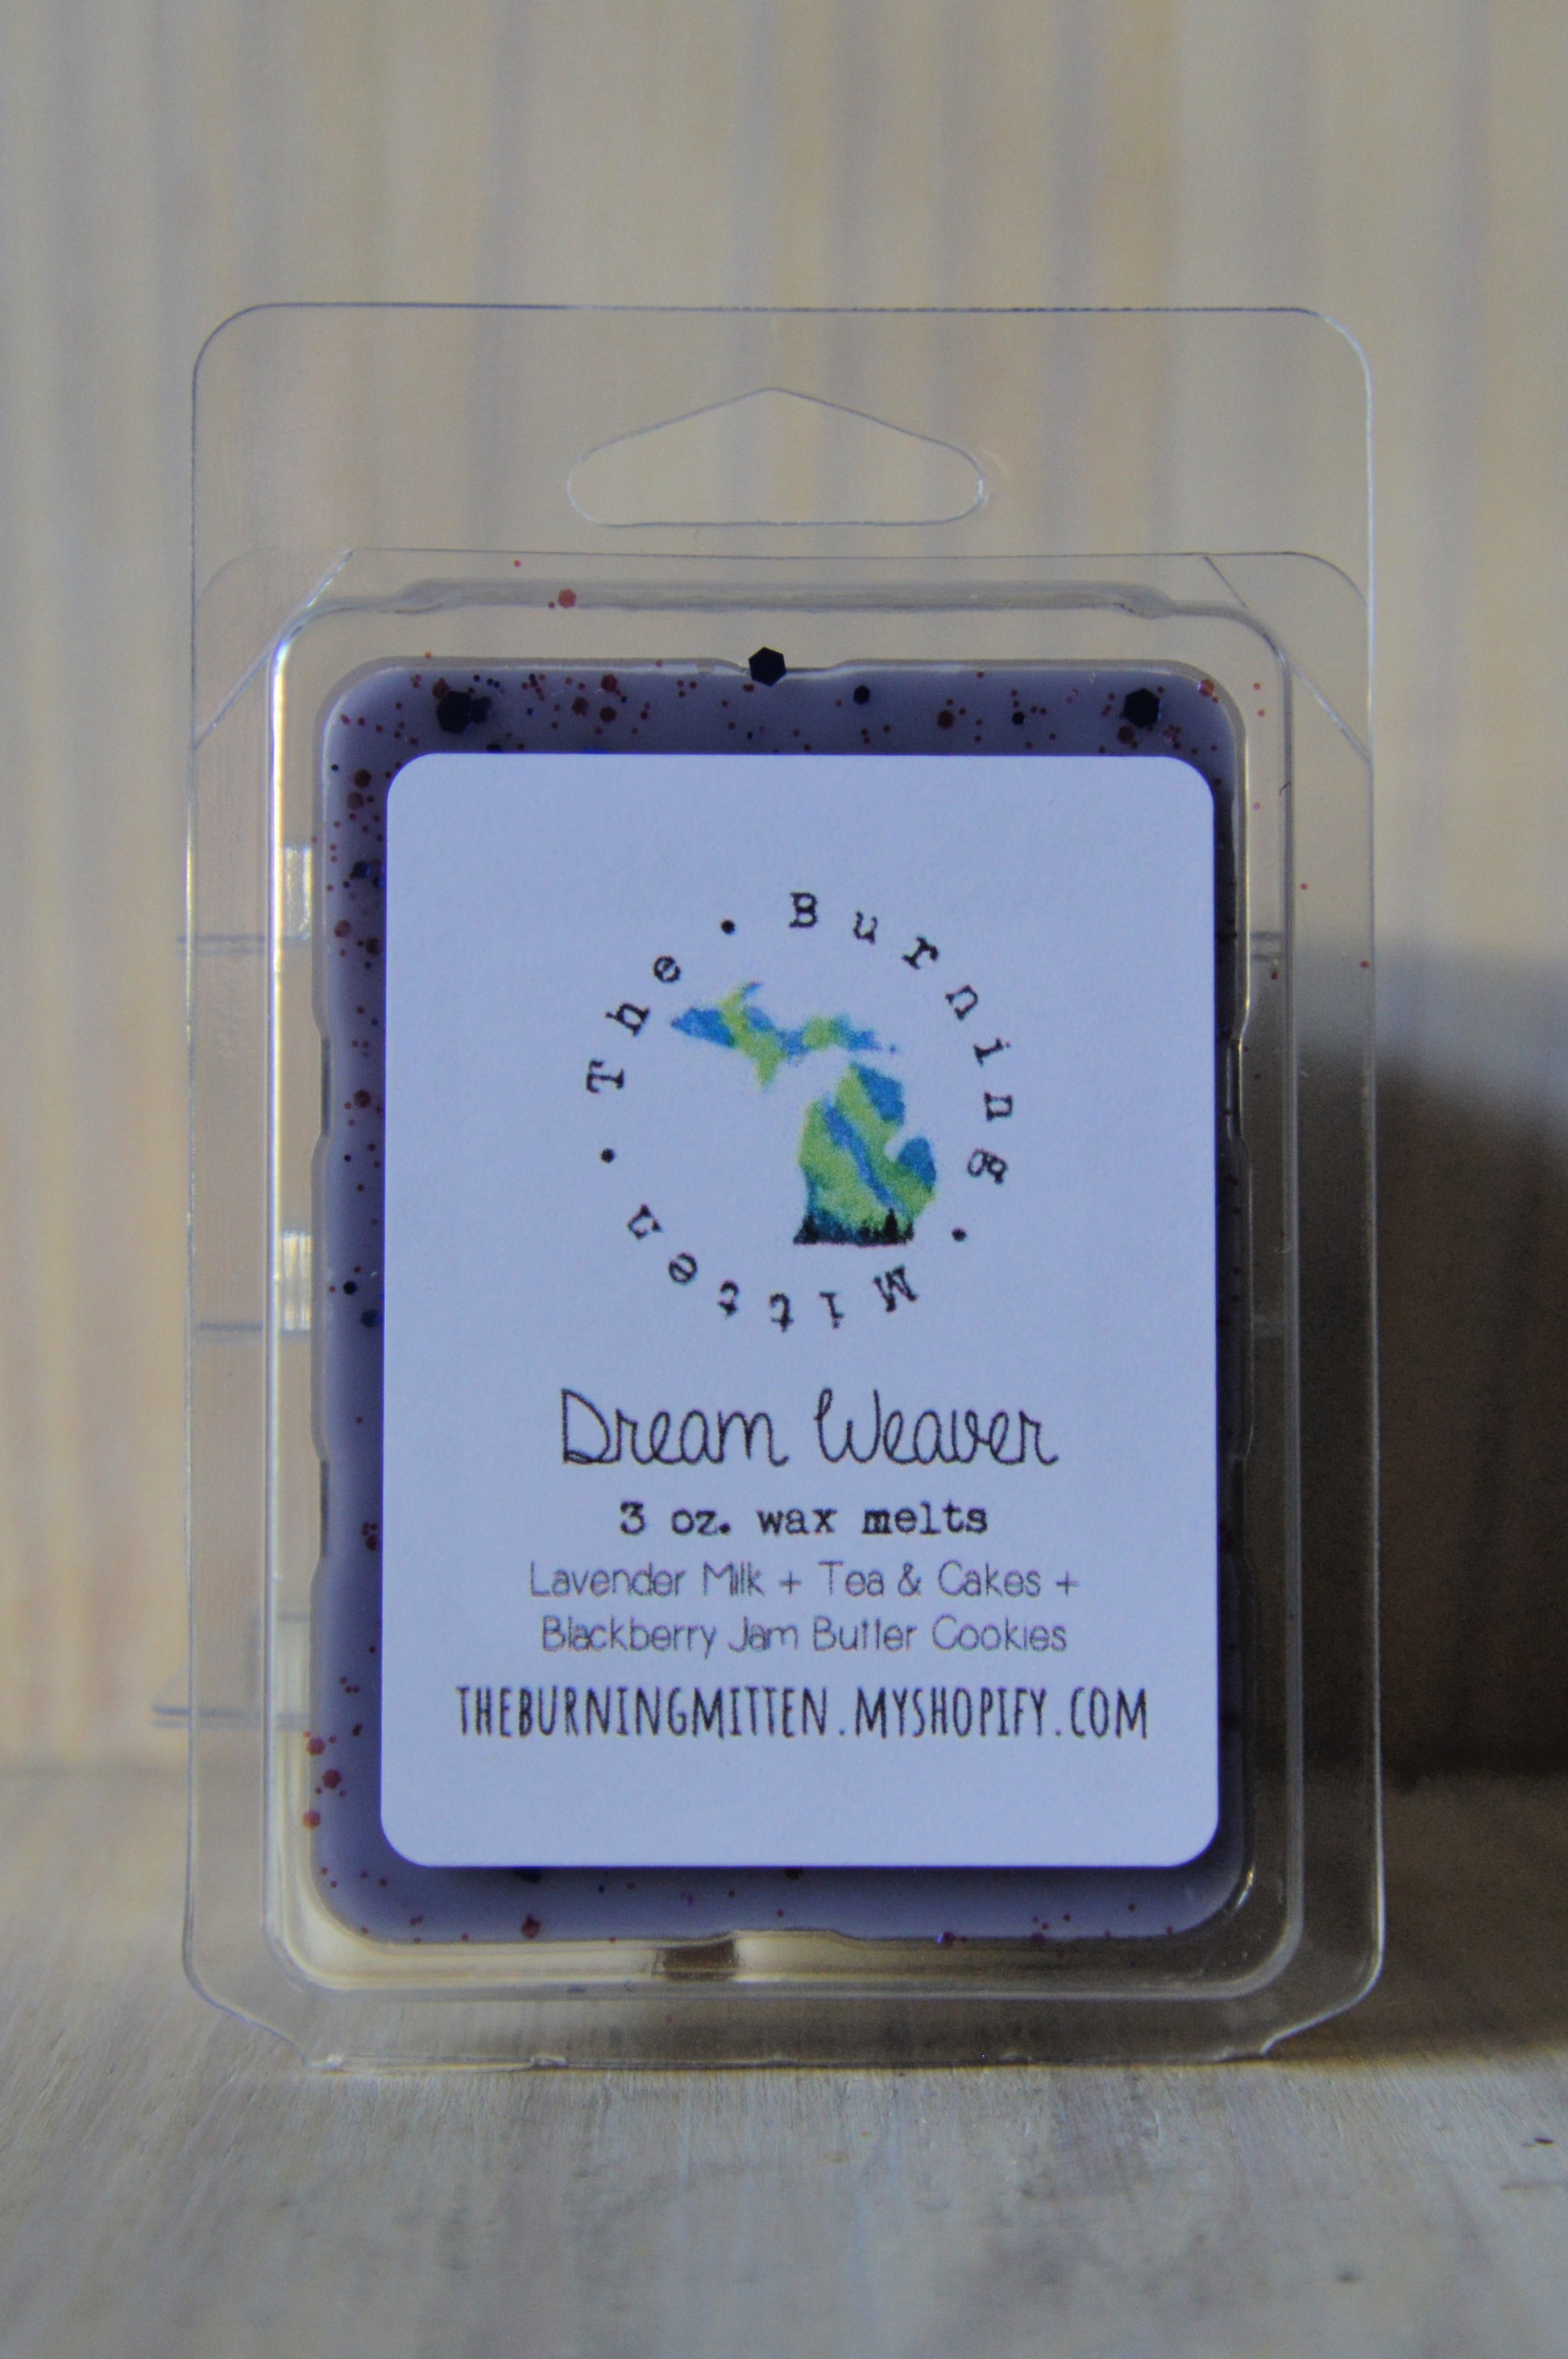 The • Burning • Mitten •
Dream Weaver
3 oz. wax melts
Lavender Milk + Tea & Cakes +
Blackberry Jam Butter Cookies
THEBURNINGMITTEN.MYSHOPIFY.COM